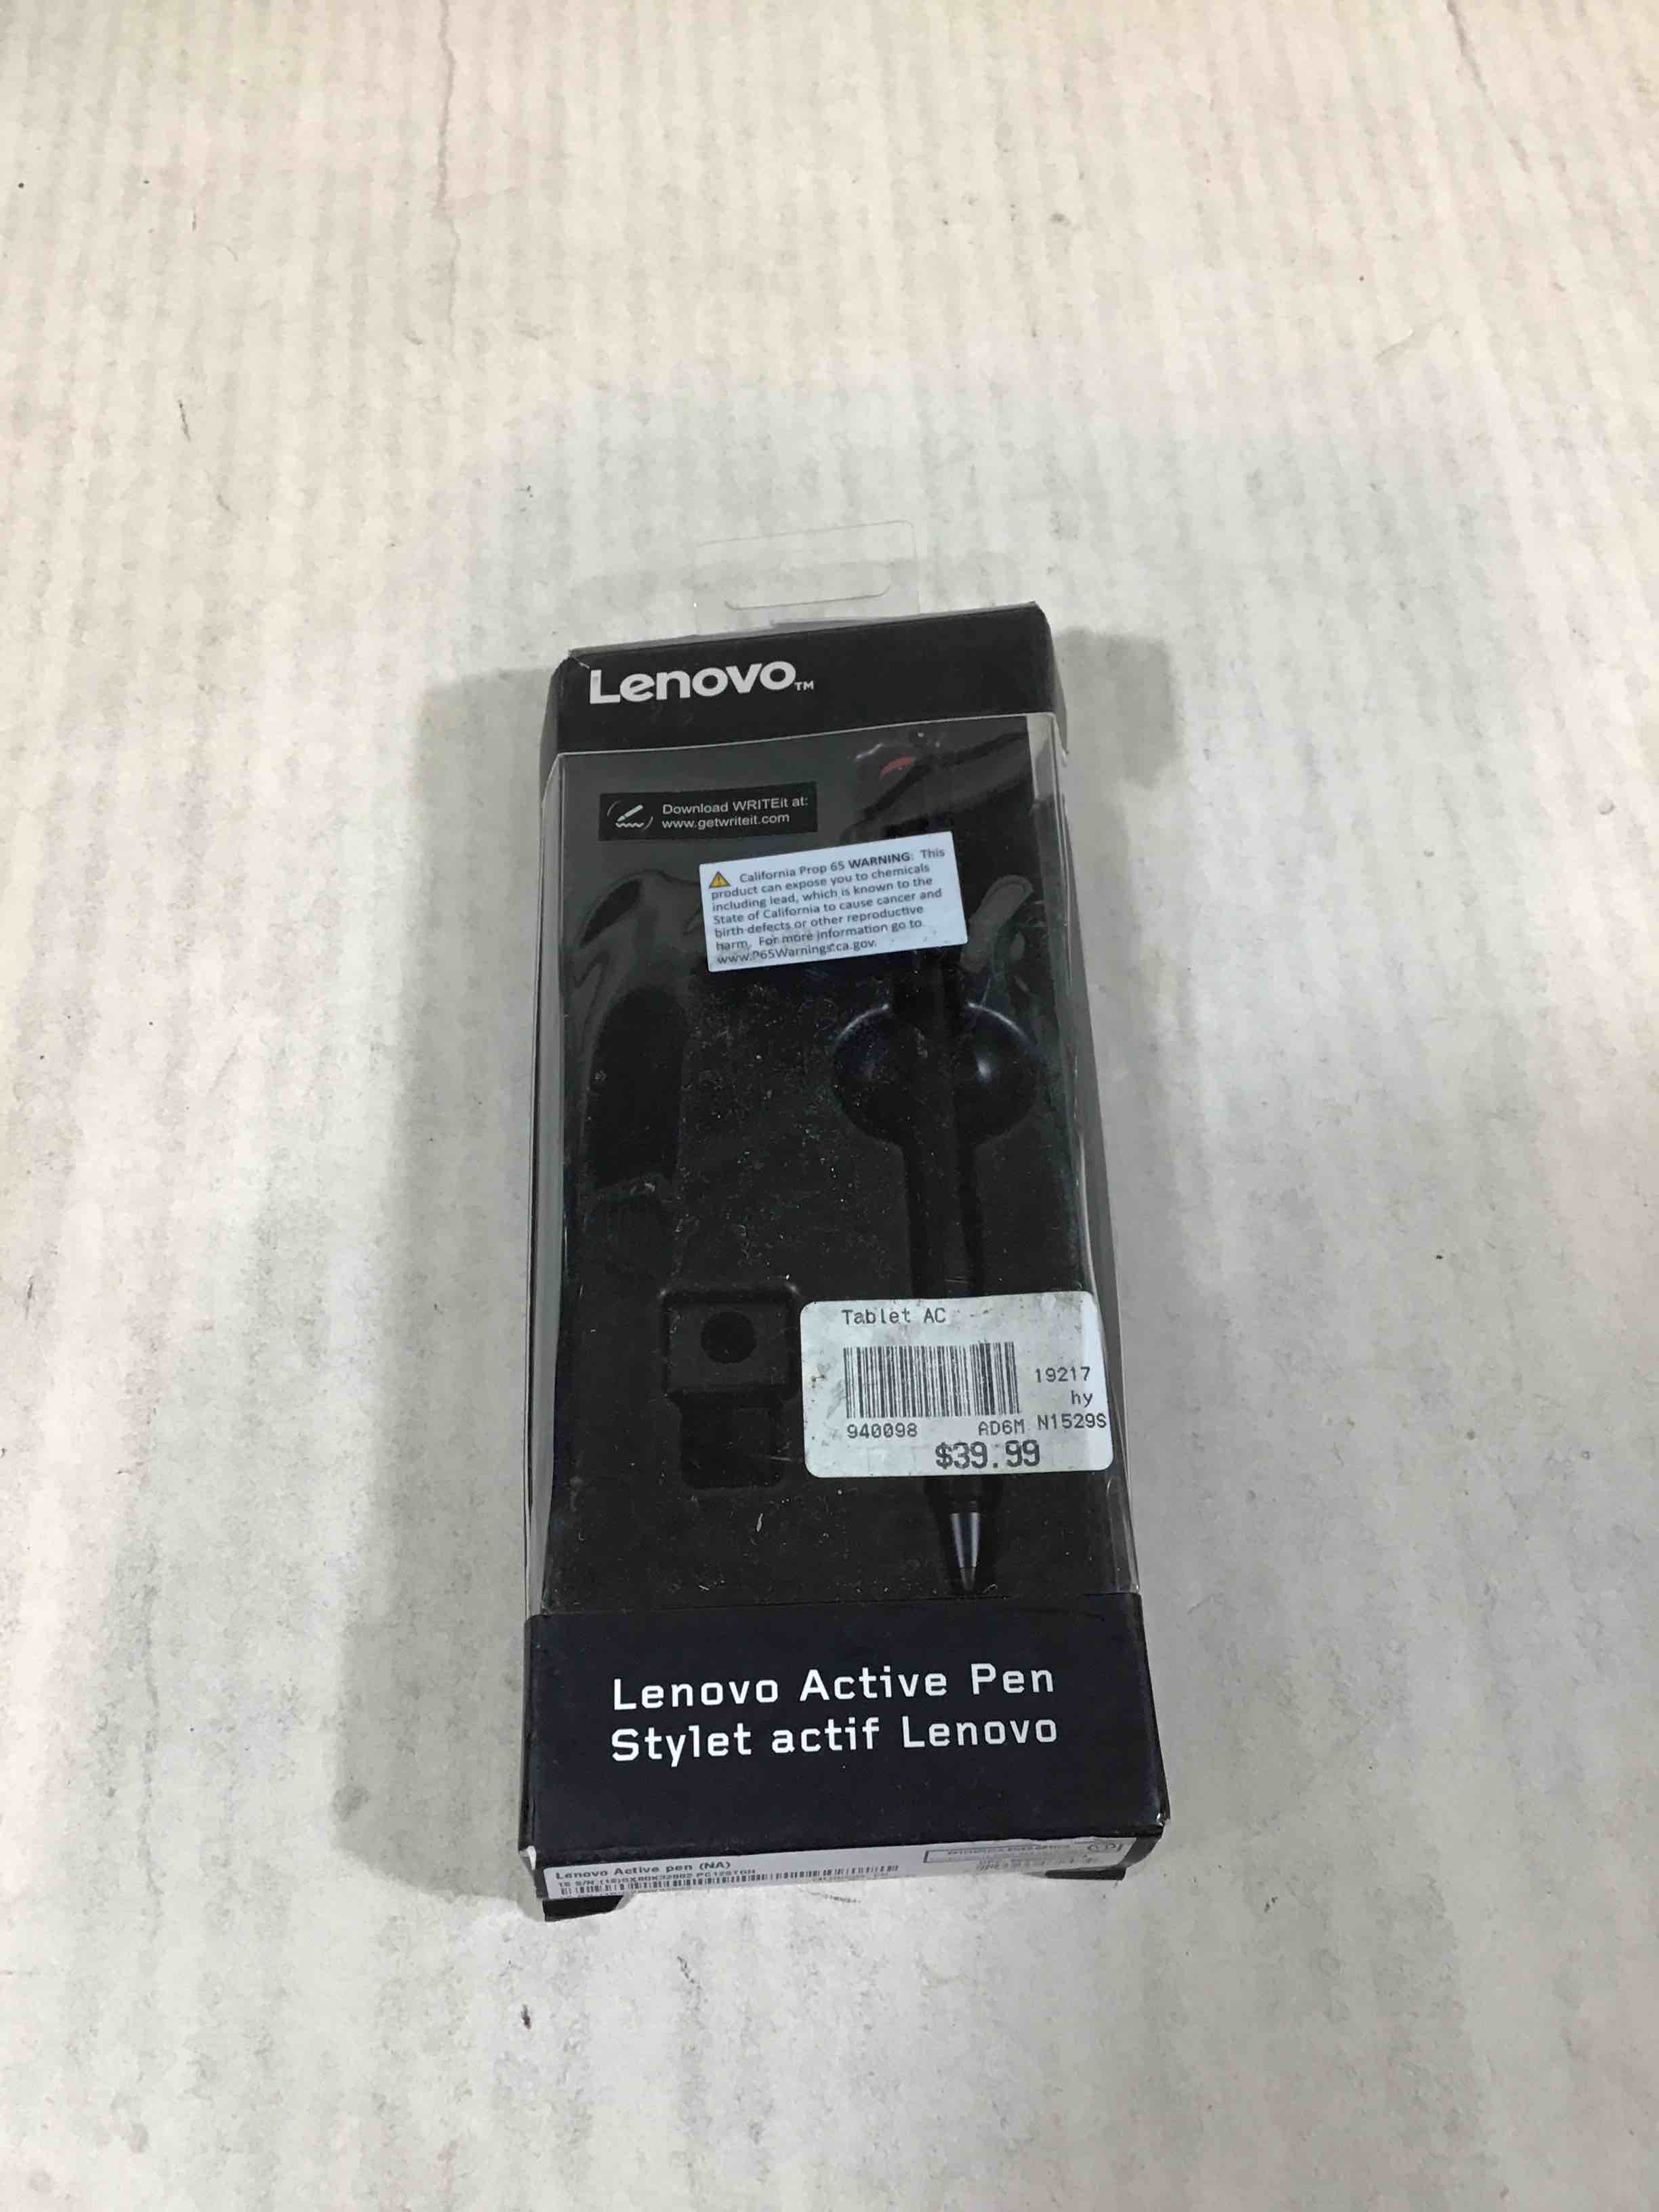 Lenovo™
Download WRITEit at:
www.getwriteit.com
California Prop 65 WARNING: This
product can expose you to chemicals
including lead, which is known to the
State of California to cause cancer and
birth defects or other reproductive
harm. For more information go to
www.P65Warnings.ca.gov.
Tablet AC
19217
hy
940098 AD6M N1529S
$39.99
Lenovo Active Pen
Stylet actif Lenovo
Lenovo Active pen (NA)